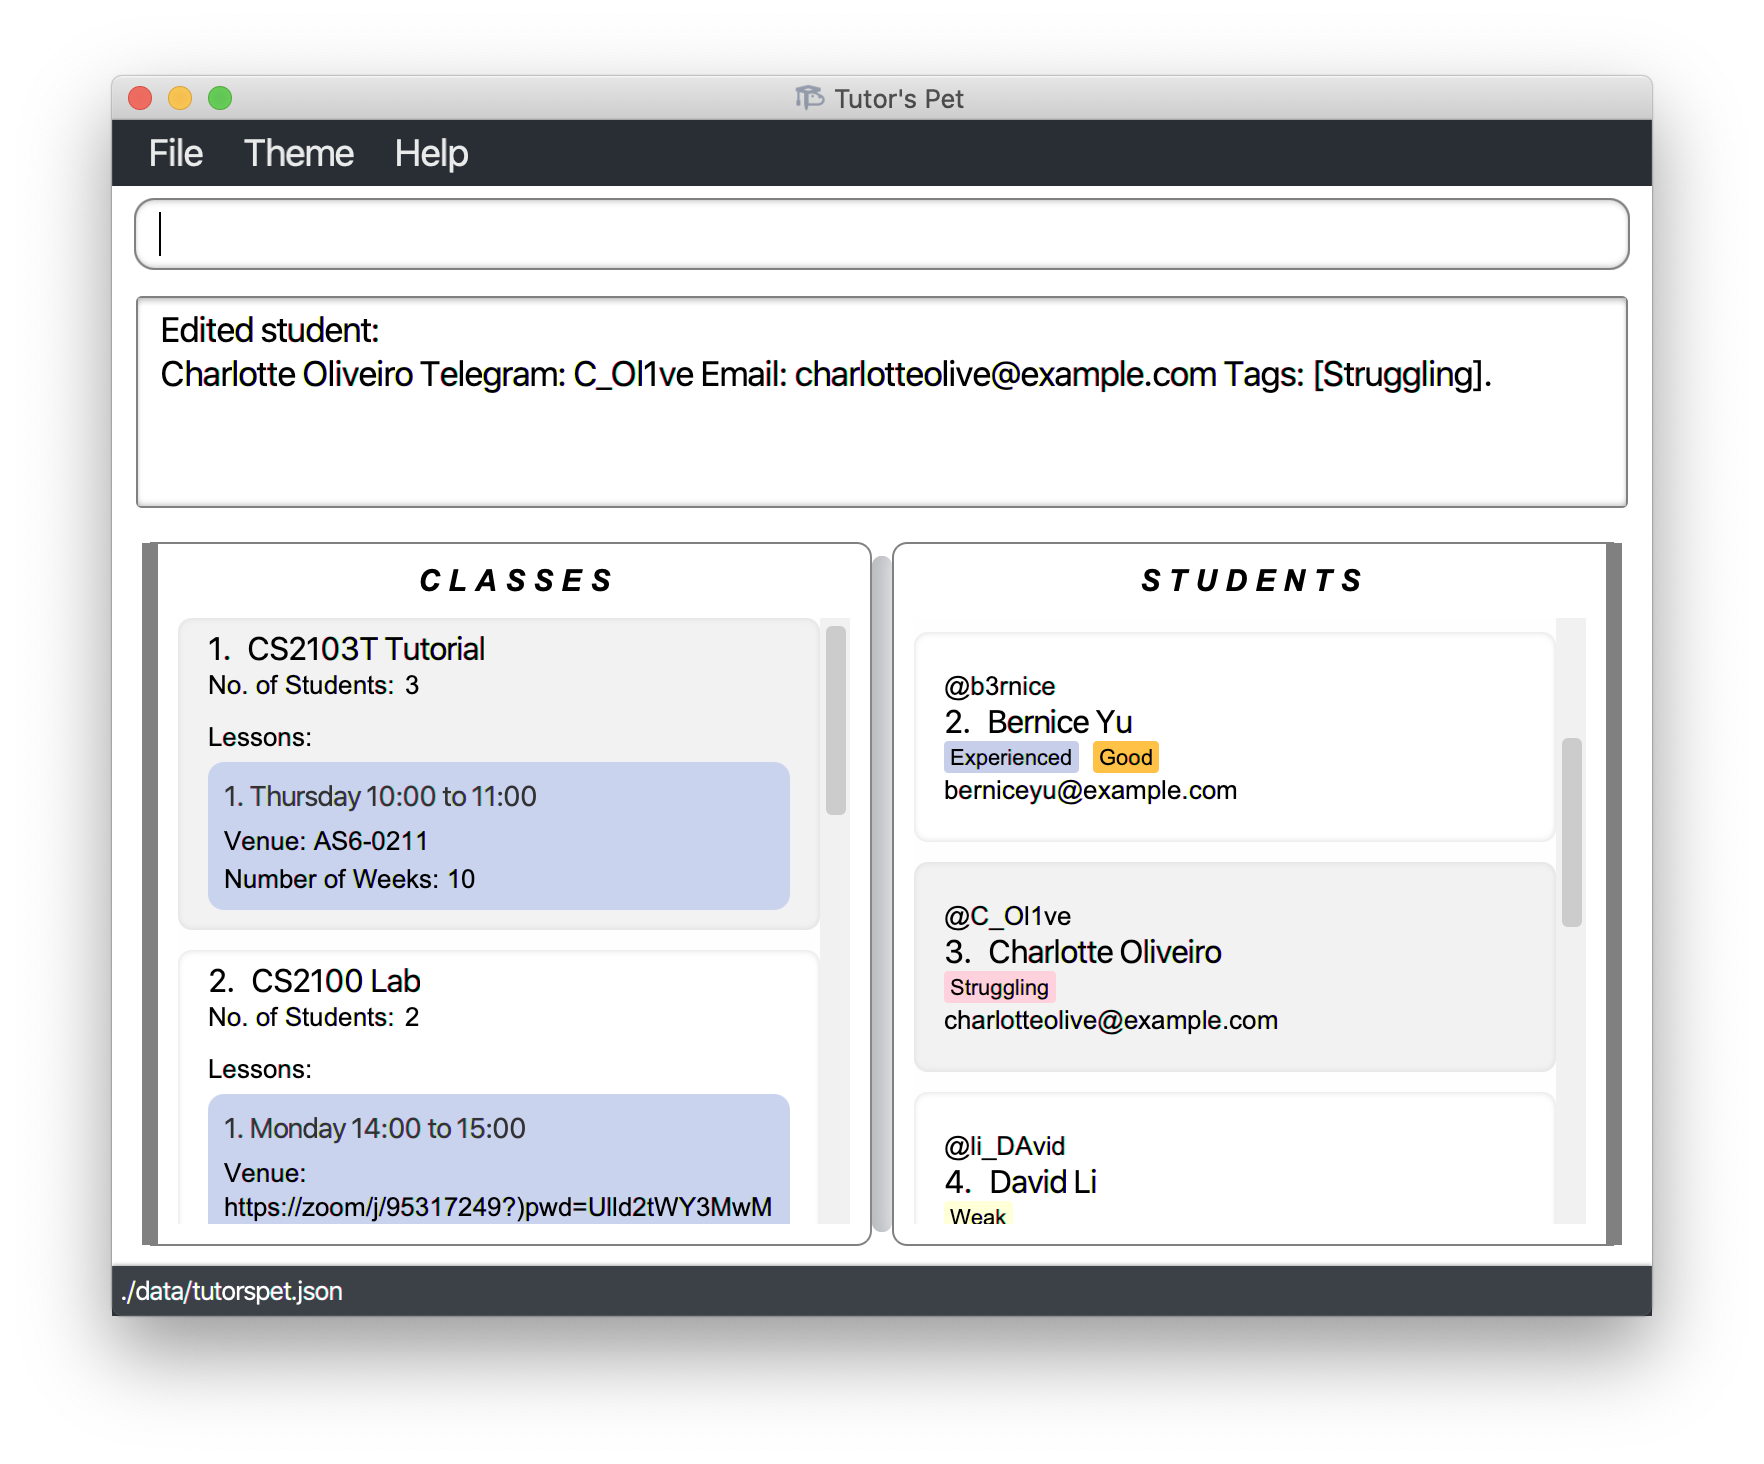 Tutor's Pet
File Theme Help
Edited student:
Charlotte Oliveiro Telegram: C_Ol1ve Email: charlotteolive@example.com Tags: [Struggling].
CLASSES
1. CS2103T Tutorial
No. of Students: 3
Lessons:
1. Thursday 10:00 to 11:00
Venue: AS6-0211
Number of Weeks: 10
2. CS2100 Lab
No. of Students: 2
Lessons:
1. Monday 14:00 to 15:00
Venue:
https://zoom/j/95317249?)pwd=Ulld2tWY3MwM
STUDENTS
@b3rnice
2. Bernice Yu
Experienced Good
berniceyu@example.com
@C_Ol1ve
3. Charlotte Oliveiro
Struggling
charlotteolive@example.com
@li_DAvid
4. David Li
Weak
./data/tutorspet.json